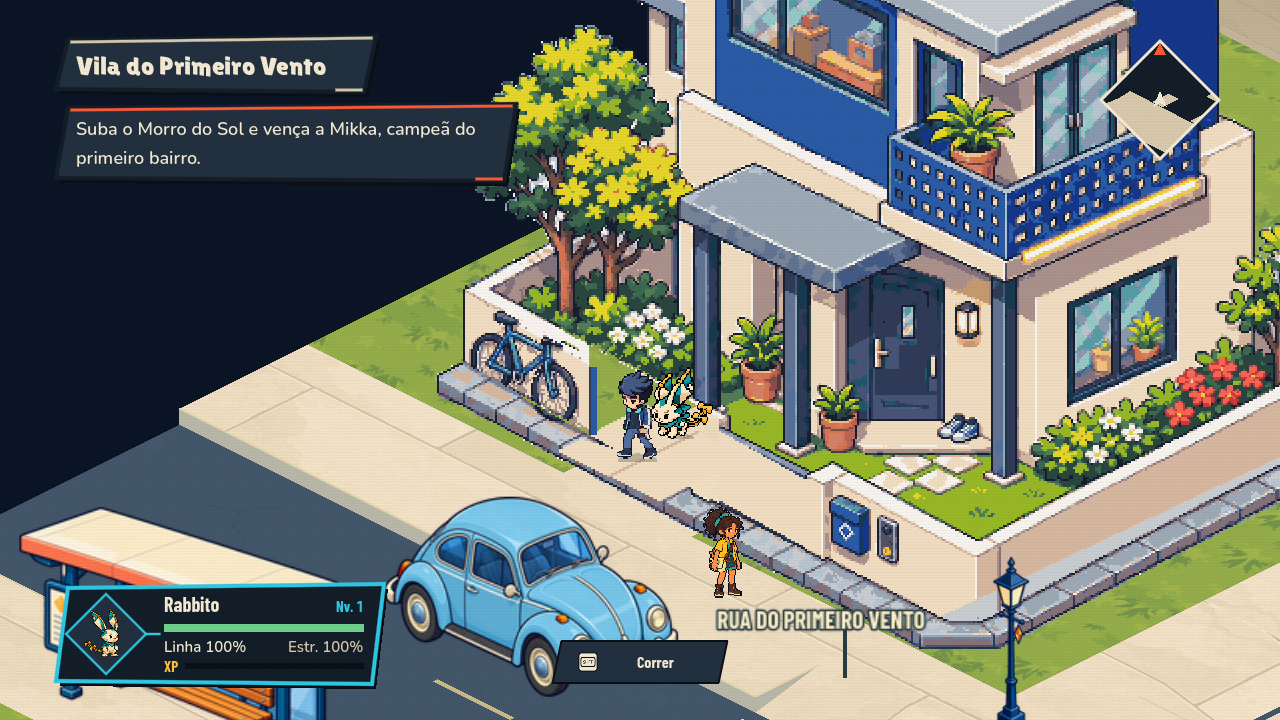 Vila do Primeiro Vento
Suba o Morro do Sol e vença a Mikka, campeã do
primeiro bairro.
RUA DO PRIMEIRO VENTO
Rabbito
Nv. 1
Linha 100%
Estr. 100%
XP
Correr